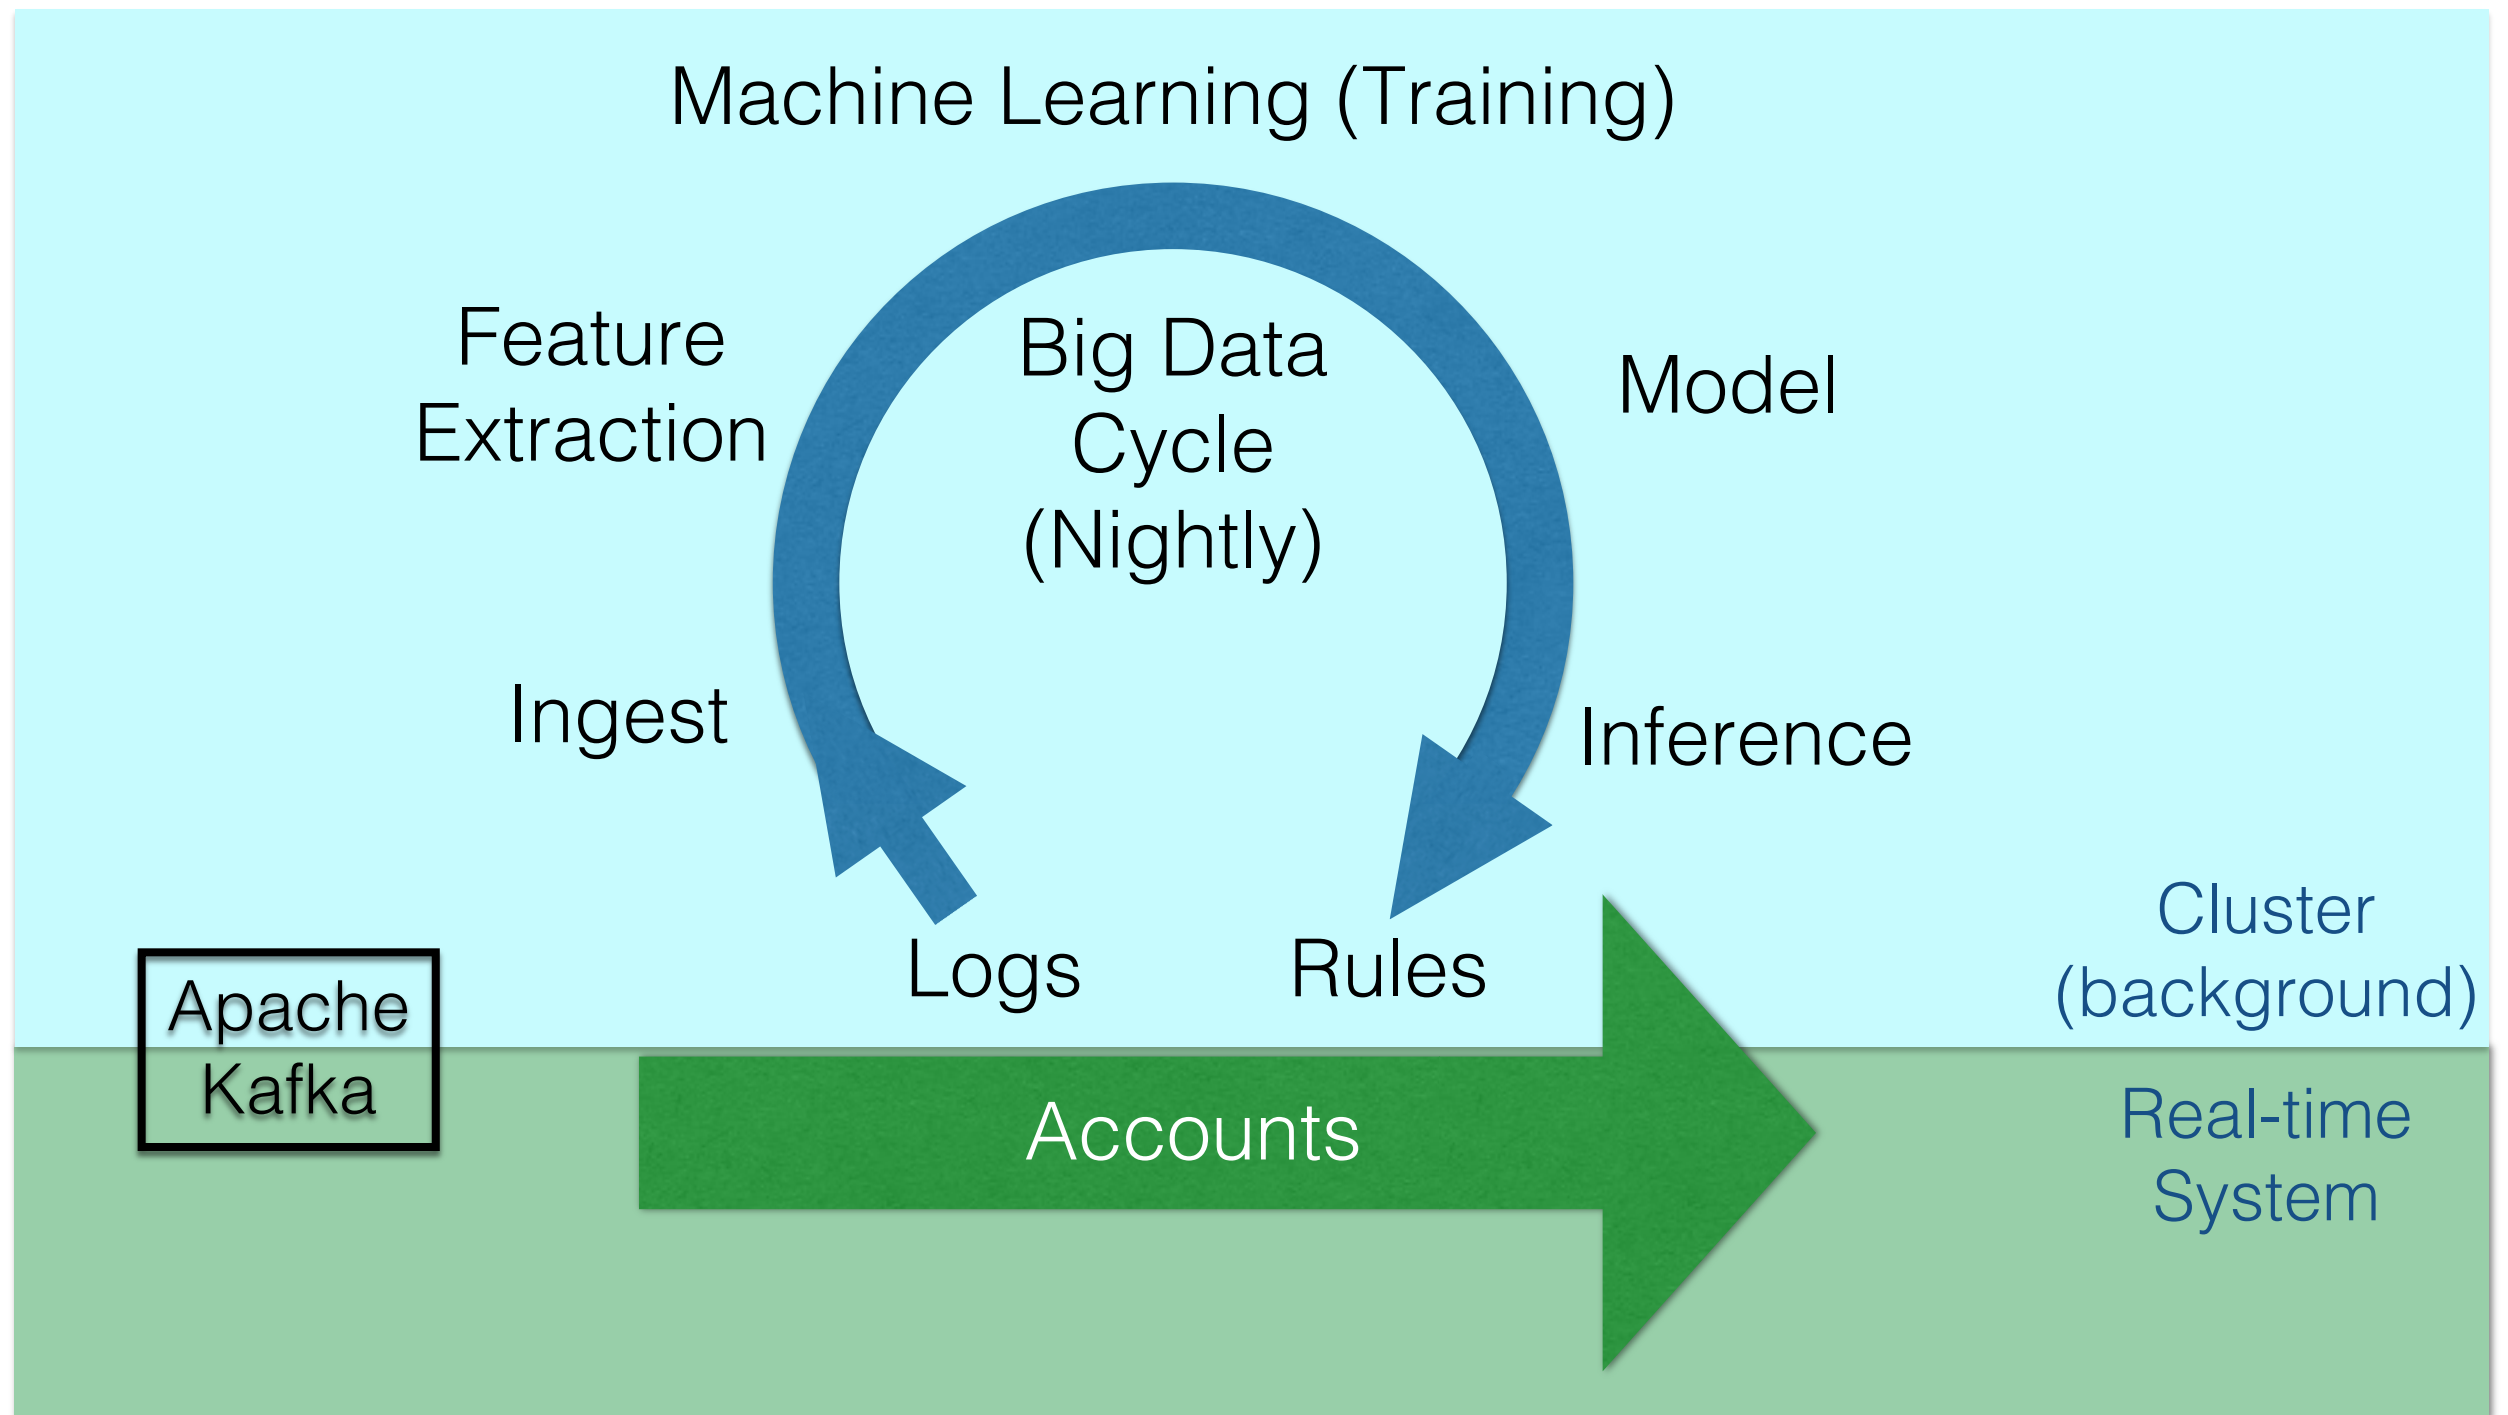 Machine Learning (Training)
Feature
Extraction
Big Data
Cycle
(Nightly)
Model
Ingest
Inference
Logs
Rules
Cluster
(background)
Apache
Kafka
Accounts
Real-time
System